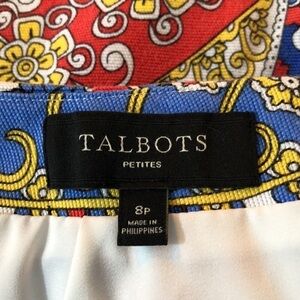 TALBOTS
PETITES
8P
MADE IN
PHILIPPINES